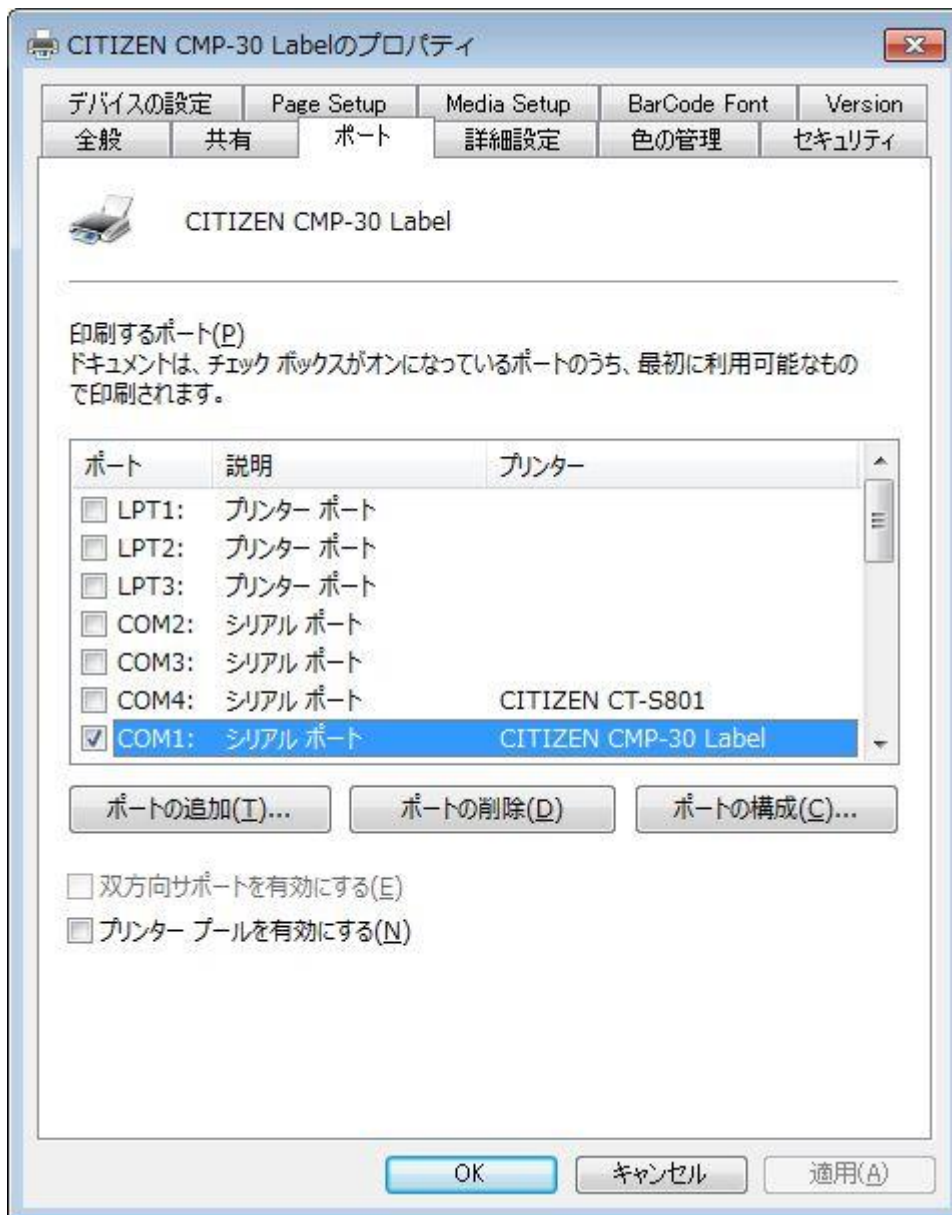 CITIZEN CMP-30 Labelのプロパティ
デバイスの設定 Page Setup Media Setup BarCode Font Version
全般 共有 ポート 詳細設定 色の管理 セキュリティ
CITIZEN CMP-30 Label
印刷するポート(P)
ドキュメントは、チェック ボックスがオンになっているポートのうち、最初に利用可能なもの
で印刷されます。
ポート 説明 プリンター
LPT1: プリンター ポート
LPT2: プリンター ポート
LPT3: プリンター ポート
COM2: シリアル ポート
COM3: シリアル ポート
COM4: シリアル ポート CITIZEN CT-S801
COM1: シリアル ポート CITIZEN CMP-30 Label
ポートの追加(T)... ポートの削除(D) ポートの構成(C)...
双方向サポートを有効にする(E)
プリンター プールを有効にする(N)
OK キャンセル 適用(A)